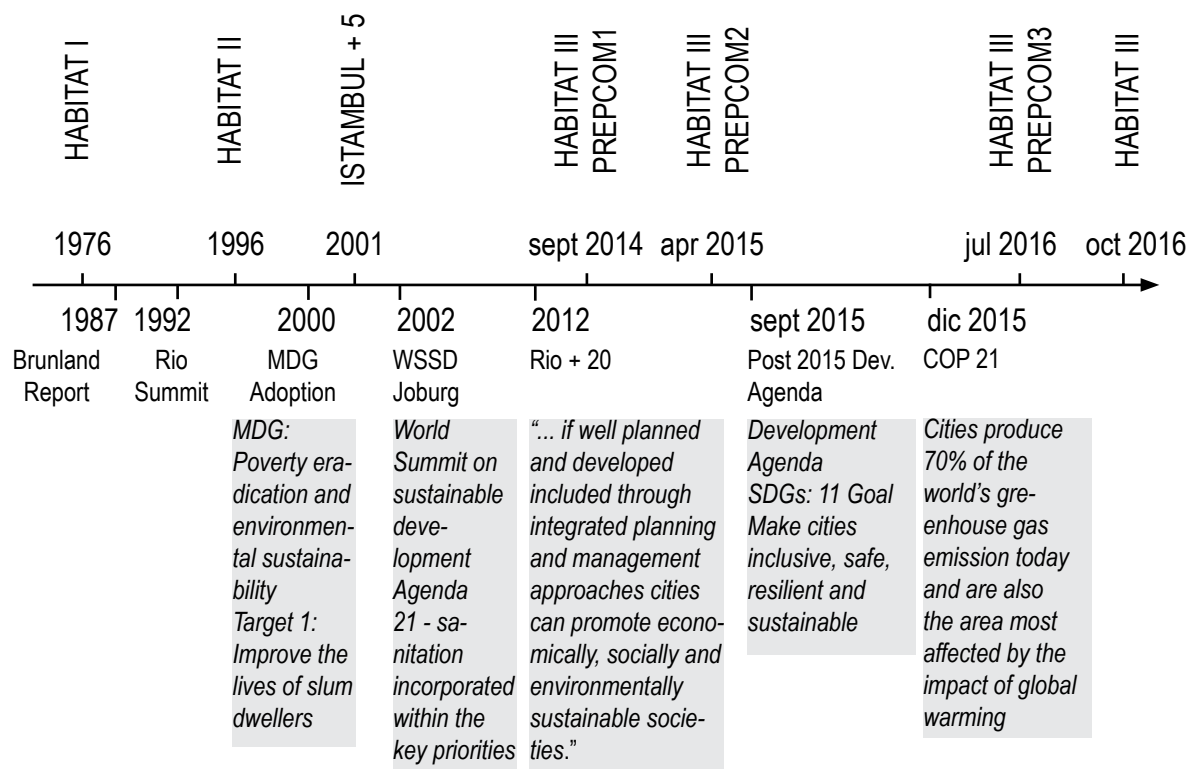 HABITAT I
HABITAT II
ISTAMBUL + 5
HABITAT III
PREPCOM1
HABITAT III
PREPCOM2
HABITAT III
PREPCOM3
HABITAT III
1976
1996
2001
sept 2014
apr 2015
jul 2016
oct 2016
1987
Brunland
Report
1992
Rio
Summit
2000
MDG
Adoption
MDG:
Poverty era-
dication and
environmen-
tal sustaina-
bility
Target 1:
Improve the
lives of slum
dwellers
2002
WSSD
Joburg
World
Summit on
sustainable
deve-
lopment
Agenda
21 - sa-
nitation
incorporated
within the
key priorities
2012
Rio + 20
“... if well planned
and developed
included through
integrated planning
and management
approaches cities
can promote econo-
mically, socially and
environmentally
sustainable socie-
ties.”
sept 2015
Post 2015 Dev.
Agenda
Development
Agenda
SDGs: 11 Goal
Make cities
inclusive, safe,
resilient and
sustainable
dic 2015
COP 21
Cities produce
70% of the
world’s gre-
enhouse gas
emission today
and are also
the area most
affected by the
impact of global
warming